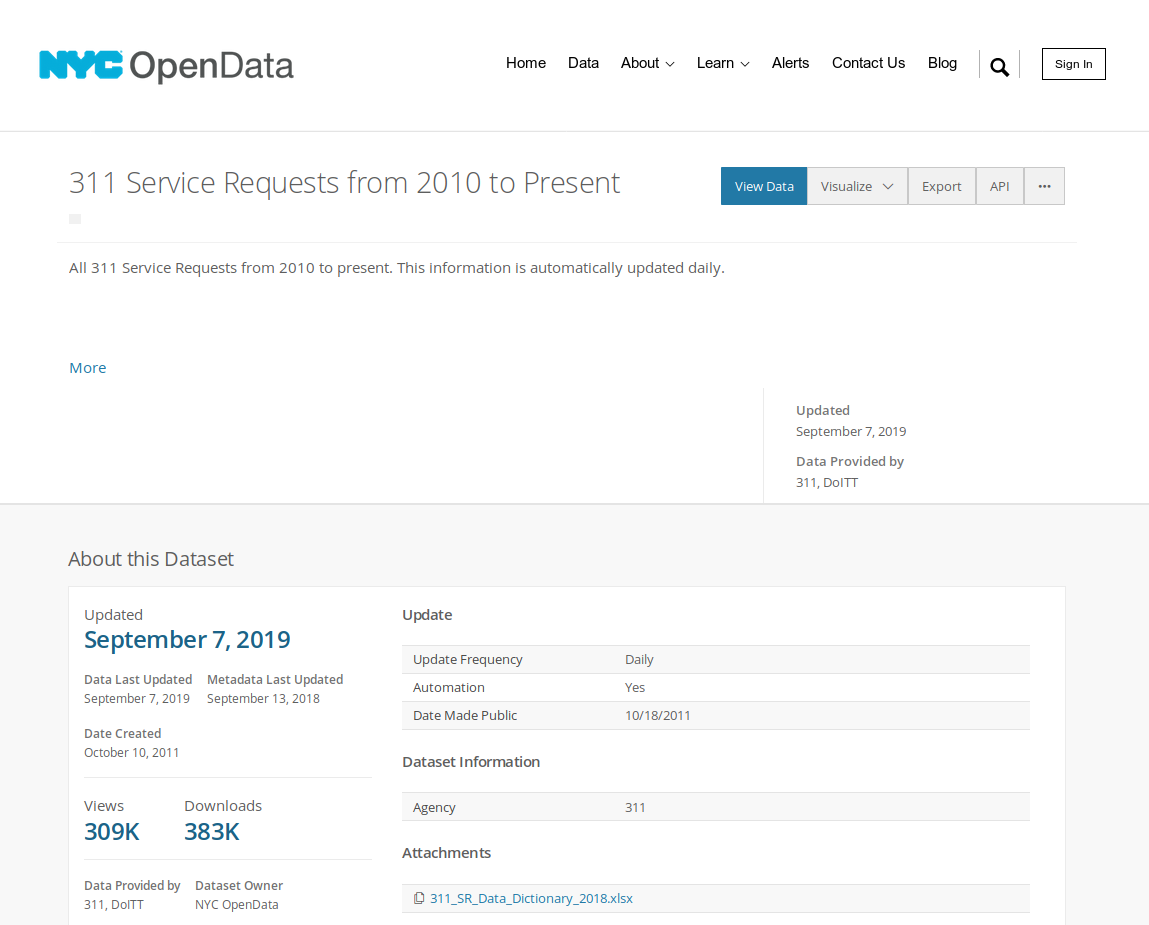 NYC OpenData
Home Data About Learn Alerts Contact Us Blog Sign In
311 Service Requests from 2010 to Present
View Data Visualize Export API •••
All 311 Service Requests from 2010 to present. This information is automatically updated daily.
More
Updated
September 7, 2019
Data Provided by
311, DoITT
About this Dataset
Updated
September 7, 2019
Data Last Updated Metadata Last Updated
September 7, 2019 September 13, 2018
Date Created
October 10, 2011
Views Downloads
309K 383K
Data Provided by Dataset Owner
311, DoITT NYC OpenData
Update
Update Frequency Daily
Automation Yes
Date Made Public 10/18/2011
Dataset Information
Agency 311
Attachments
311_SR_Data_Dictionary_2018.xlsx